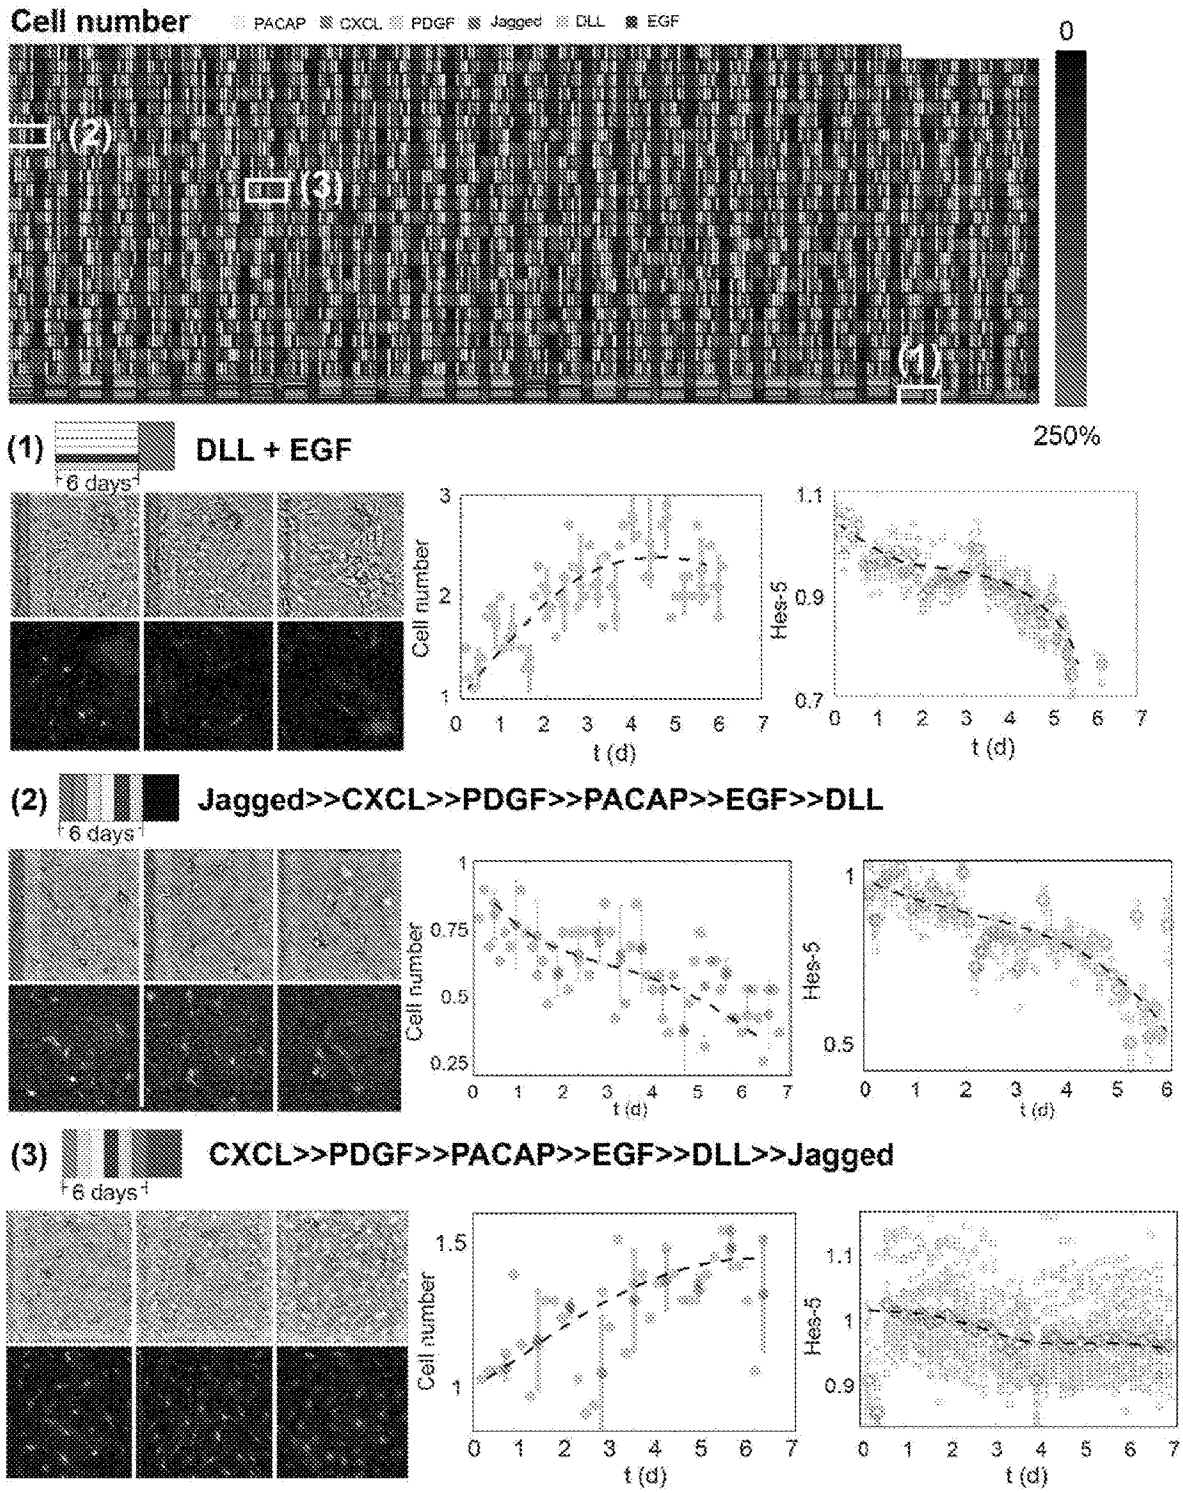 Cell number PACAP CXCL PDGF Jagged DLL EGF
0
(2)
(3)
(1)
250%
(1) DLL + EGF
6 days
3
2
1
Cell number
0 1 2 3 4 5 6 7
t (d)
1.1
0.9
0.7
Hes-5
0 1 2 3 4 5 6 7
t (d)
(2) Jagged>>CXCL>>PDGF>>PACAP>>EGF>>DLL
6 days
1
0.75
0.5
0.25
Cell number
0 1 2 3 4 5 6 7
t (d)
1
0.5
Hes-5
0 1 2 3 4 5 6
t (d)
(3) CXCL>>PDGF>>PACAP>>EGF>>DLL>>Jagged
6 days
1.5
1
Cell number
0 1 2 3 4 5 6 7
t (d)
1.1
1
0.9
Hes-5
0 1 2 3 4 5 6 7
t (d)